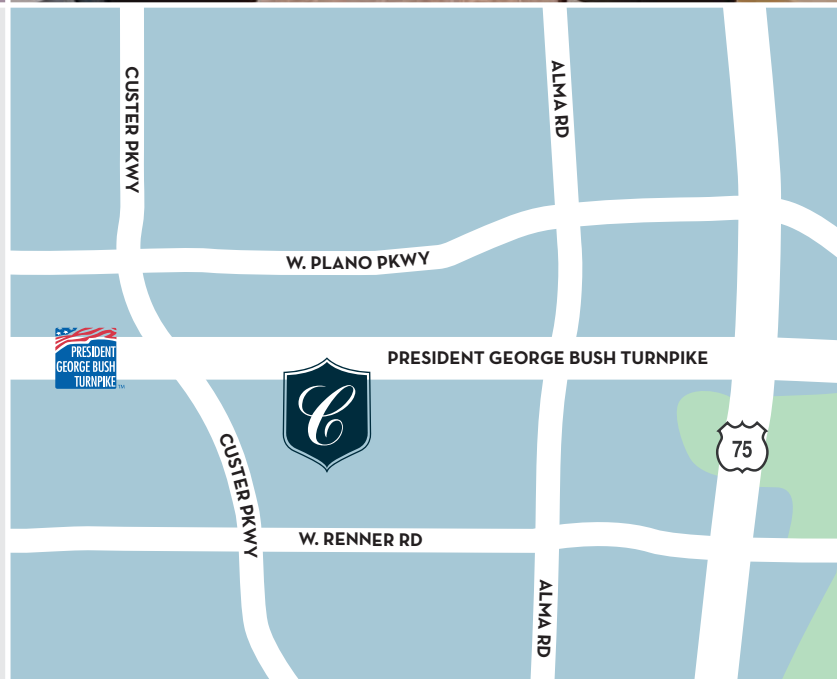 CUSTER PKWY
ALMA RD
W. PLANO PKWY
PRESIDENT
GEORGE BUSH
TURNPIKE™
PRESIDENT GEORGE BUSH TURNPIKE
C
75
CUSTER PKWY
W. RENNER RD
ALMA RD